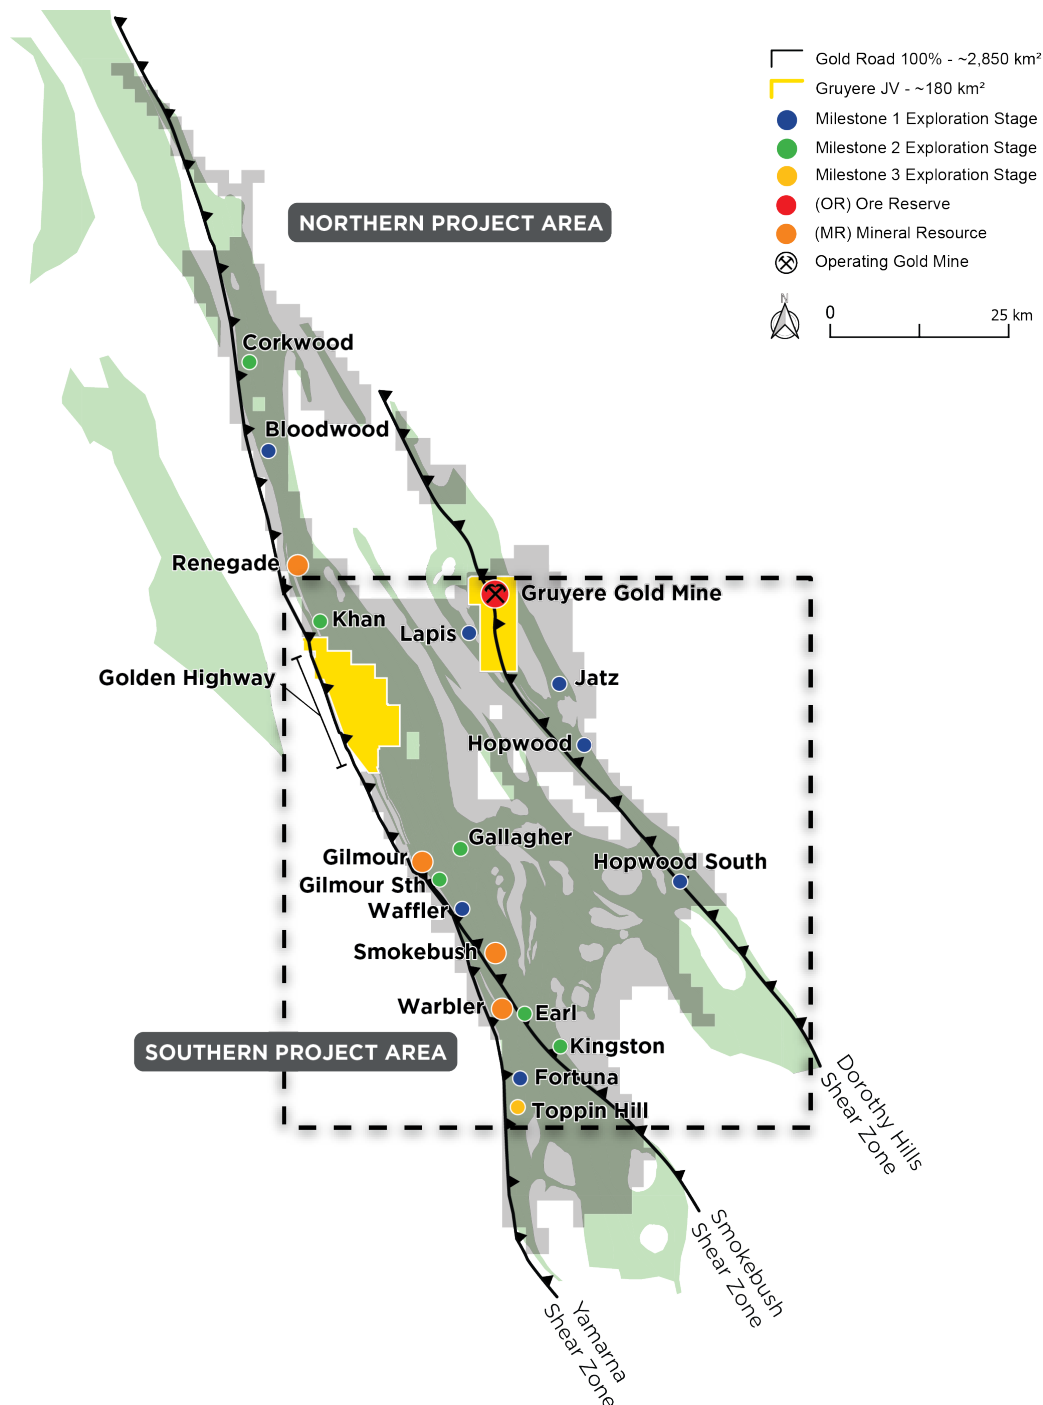 Gold Road 100% - ~2,850 km²
Gruyere JV - ~180 km²
Milestone 1 Exploration Stage
Milestone 2 Exploration Stage
Milestone 3 Exploration Stage
(OR) Ore Reserve
(MR) Mineral Resource
Operating Gold Mine
N
0
25 km
NORTHERN PROJECT AREA
Corkwood
Bloodwood
Renegade
Gruyere Gold Mine
Khan
Lapis
Golden Highway
Jatz
Hopwood
Gallagher
Gilmour
Hopwood South
Gilmour Sth
Waffler
Smokebush
Warbler
Earl
SOUTHERN PROJECT AREA
Kingston
Fortuna
Toppin Hill
Dorothy Hills
Shear Zone
Smokebush
Shear Zone
Yamarna
Shear Zone